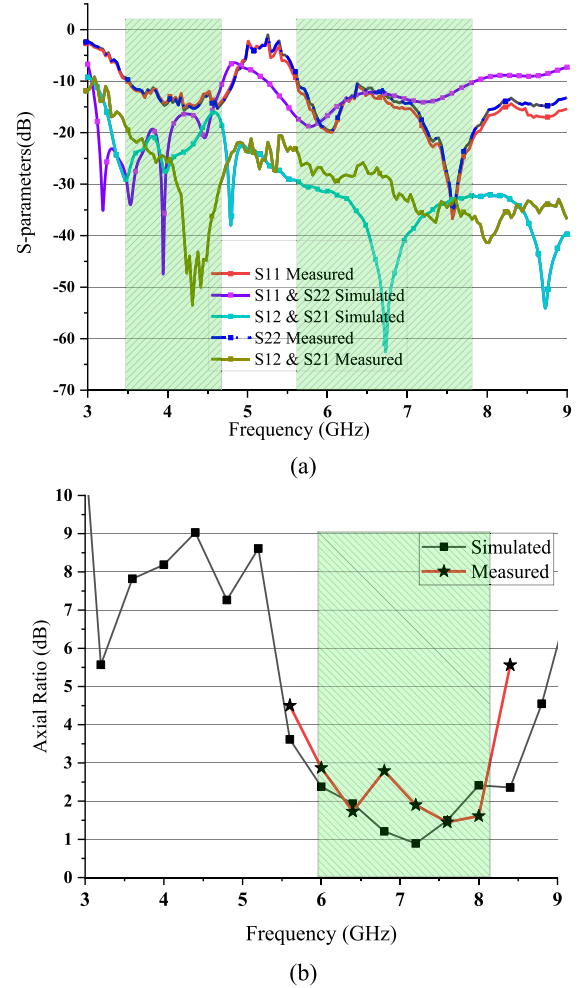 0
-10
-20
-30
-40
-50
-60
-70
S-parameters(dB)
S11 Measured
S11 & S22 Simulated
S12 & S21 Simulated
S22 Measured
S12 & S21 Measured
3 4 5 6 7 8 9
Frequency (GHz)
(a)
10
9
8
7
6
5
4
3
2
1
0
Axial Ratio (dB)
Simulated
Measured
3 4 5 6 7 8 9
Frequency (GHz)
(b)